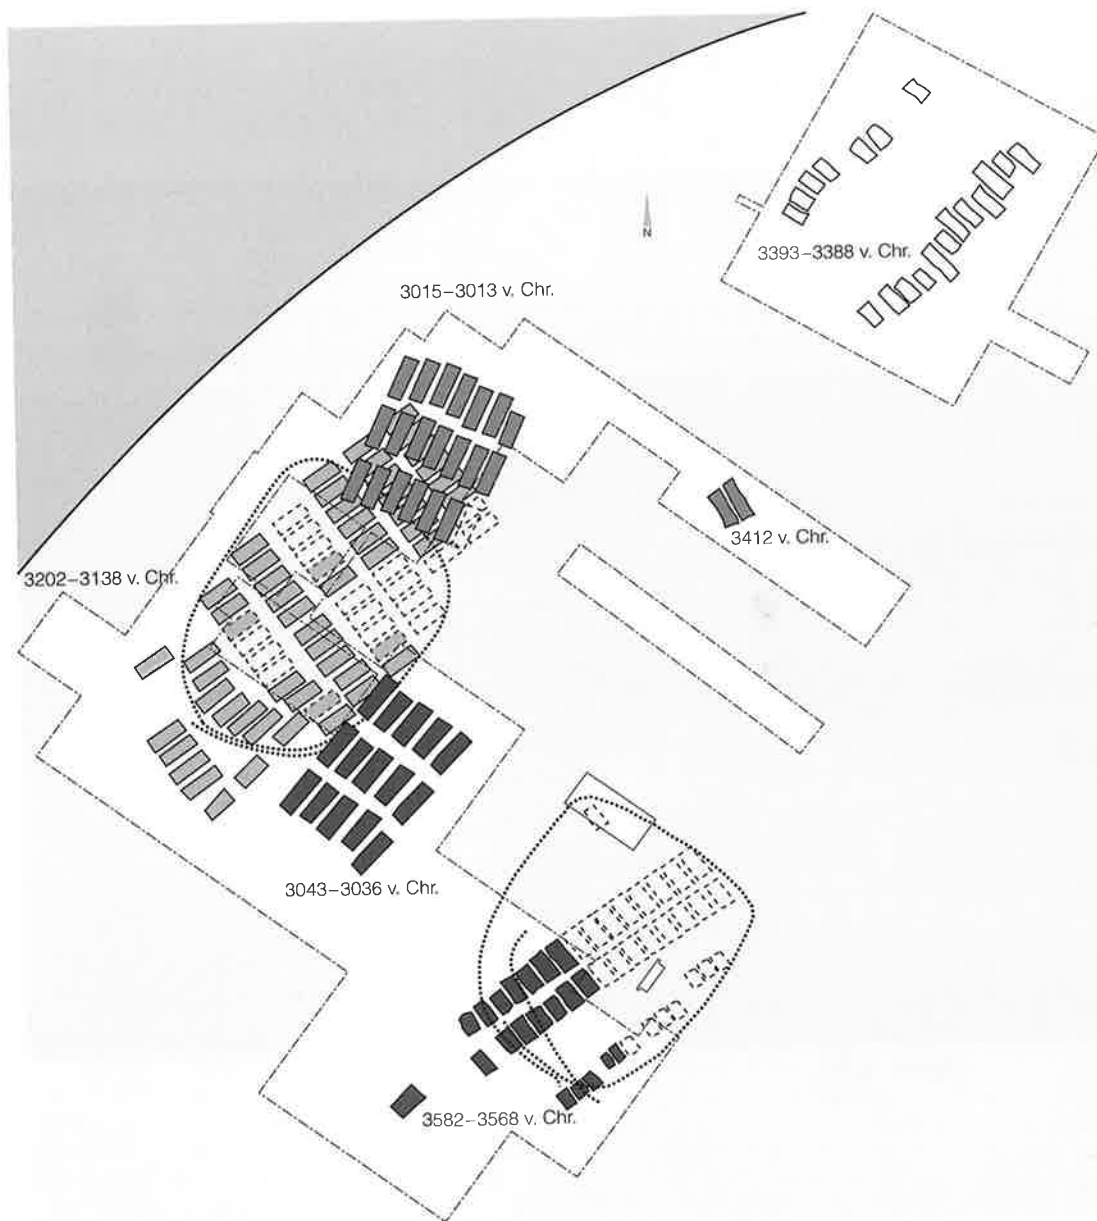 N
3393–3388 v. Chr.
3015–3013 v. Chr.
3412 v. Chr.
3202–3138 v. Chr.
3043–3036 v. Chr.
3582–3568 v. Chr.